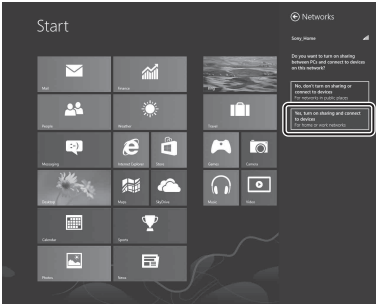 Start
Networks
Sony_Home
Do you want to turn on sharing
between PCs and connect to devices
on this network?
No, don't turn on sharing or
connect to devices
For networks in public places
Yes, turn on sharing and connect
to devices
For home or work networks
Mail
Finance
People
Weather
Travel
Messaging
Internet Explorer
Store
Games
Camera
Desktop
Maps
SkyDrive
Music
Video
Calendar
Sports
Photos
News